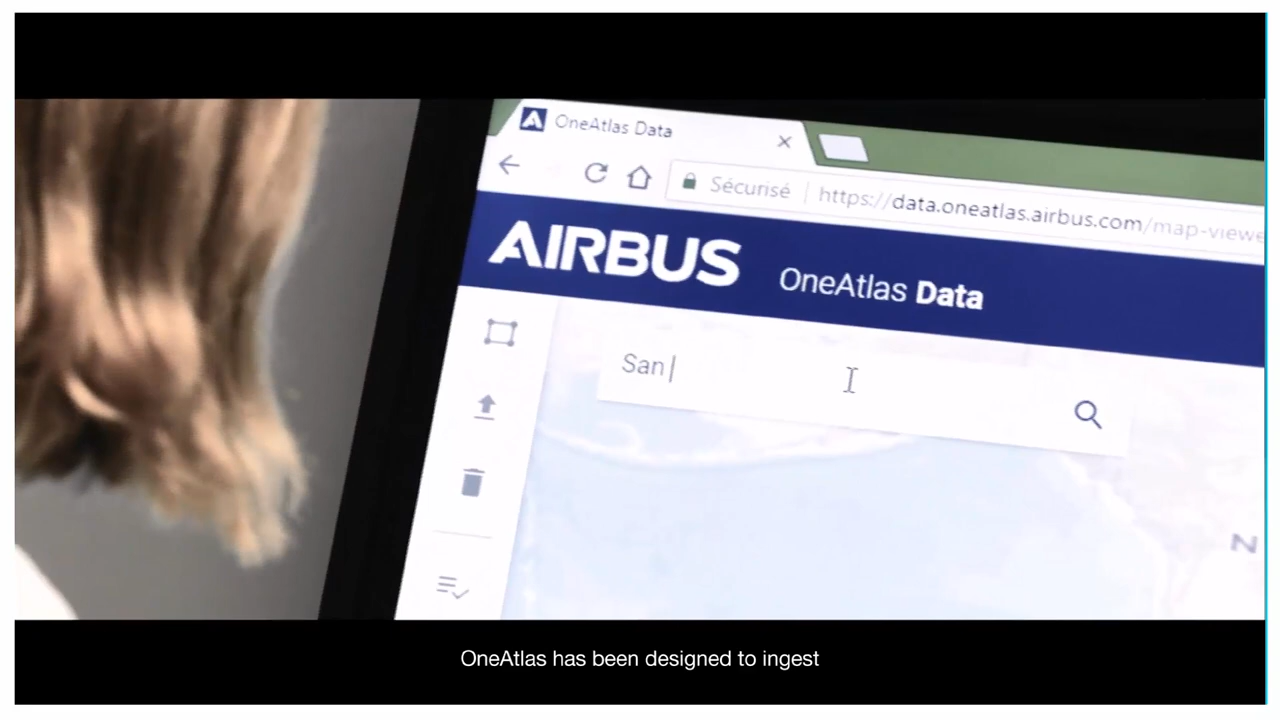 OneAtlas Data
Sécurisé | https://data.oneatlas.airbus.com/map-viewe
AIRBUS OneAtlas Data
San
N
OneAtlas has been designed to ingest